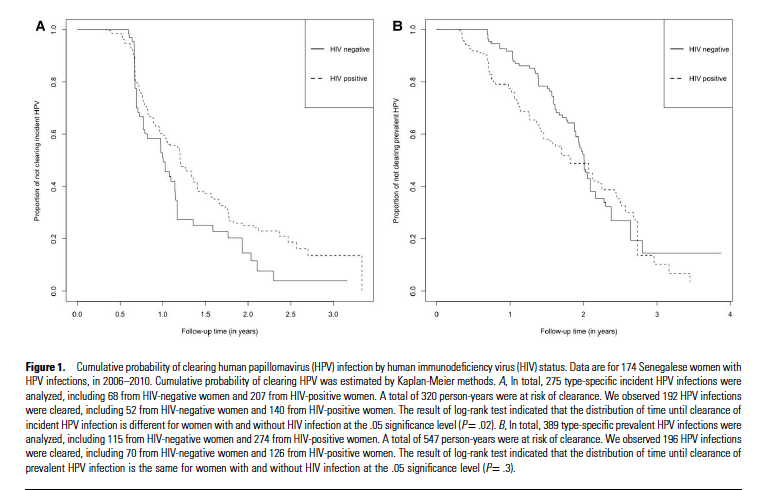 A
1.0
0.8
0.6
0.4
0.2
0.0
Proportion of not clearing incident HPV
HIV negative
HIV positive
0.0 0.5 1.0 1.5 2.0 2.5 3.0
Follow-up time (in years)
B
1.0
0.8
0.6
0.4
0.2
0.0
Proportion of not clearing prevalent HPV
HIV negative
HIV positive
0 1 2 3 4
Follow-up time (in years)
Figure 1. Cumulative probability of clearing human papillomavirus (HPV) infection by human immunodeficiency virus (HIV) status. Data are for 174 Senegalese women with
HPV infections, in 2006–2010. Cumulative probability of clearing HPV was estimated by Kaplan-Meier methods. A, In total, 275 type-specific incident HPV infections were
analyzed, including 68 from HIV-negative women and 207 from HIV-positive women. A total of 320 person-years were at risk of clearance. We observed 192 HPV infections
were cleared, including 52 from HIV-negative women and 140 from HIV-positive women. The result of log-rank test indicated that the distribution of time until clearance of
incident HPV infection is different for women with and without HIV infection at the .05 significance level (P = .02). B, In total, 389 type-specific prevalent HPV infections were
analyzed, including 115 from HIV-negative women and 274 from HIV-positive women. A total of 547 person-years were at risk of clearance. We observed 196 HPV infections
were cleared, including 70 from HIV-negative women and 126 from HIV-positive women. The result of log-rank test indicated that the distribution of time until clearance of
prevalent HPV infection is the same for women with and without HIV infection at the .05 significance level (P = .3).